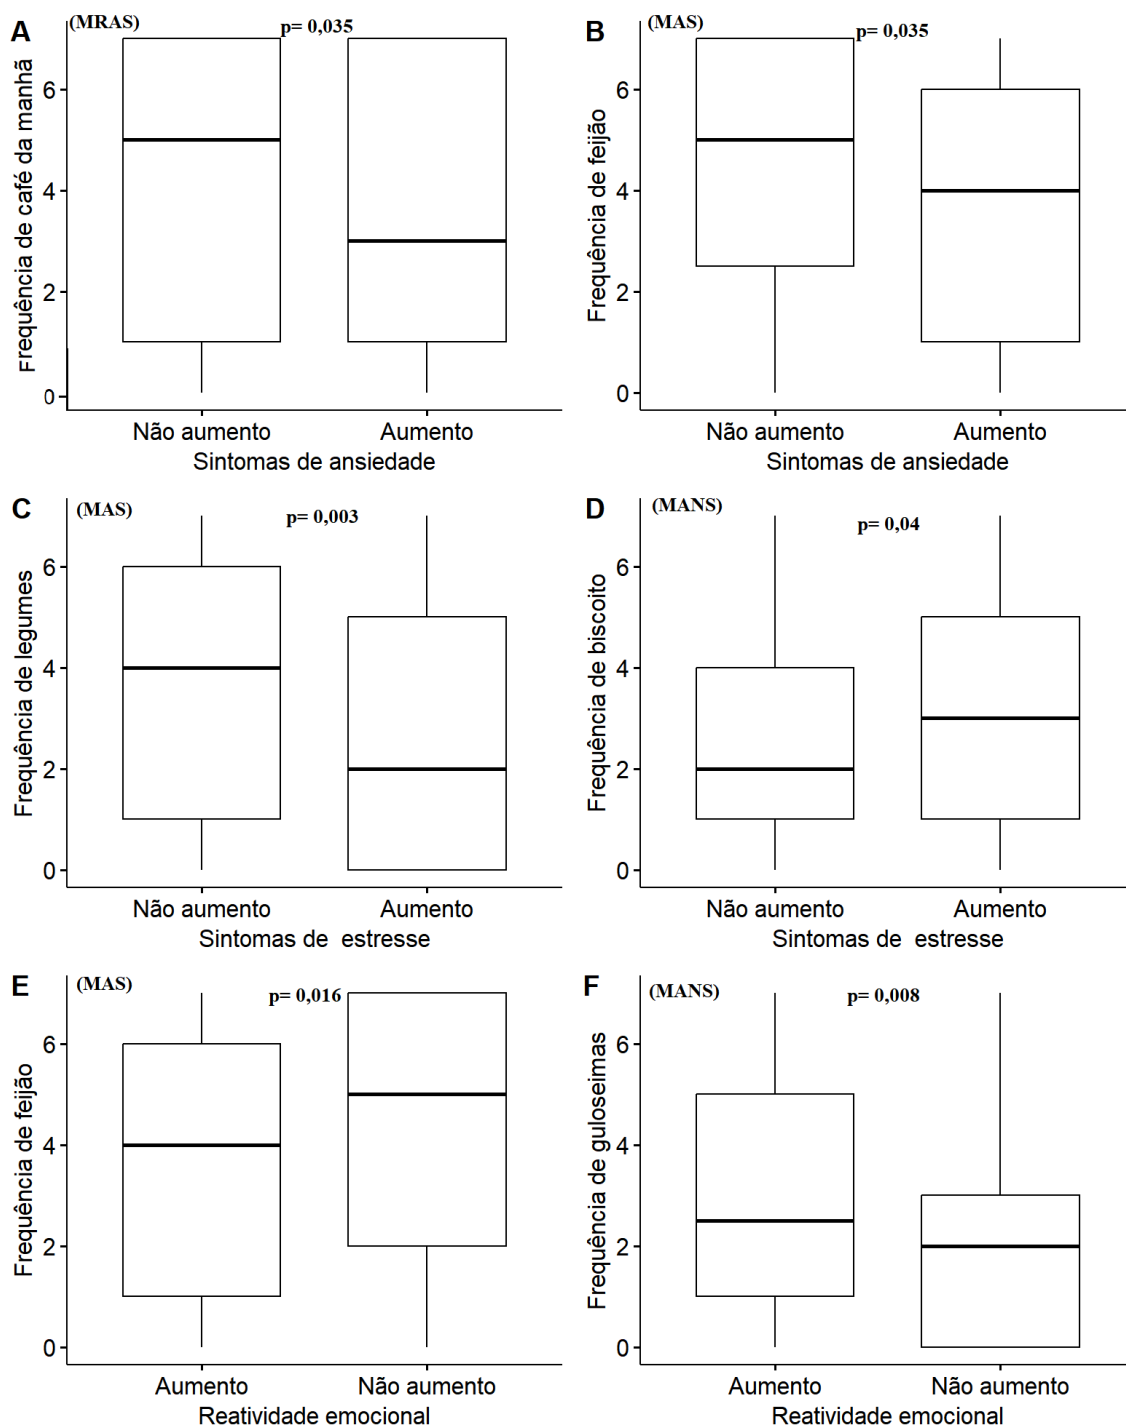 A
(MRAS)
p= 0,035
Frequência de café da manhã
6
4
2
0
Não aumento
Aumento
Sintomas de ansiedade
B
(MAS)
p= 0,035
Frequência de feijão
6
4
2
0
Não aumento
Aumento
Sintomas de ansiedade
C
(MAS)
p= 0,003
Frequência de legumes
6
4
2
0
Não aumento
Aumento
Sintomas de  estresse
D
(MANS)
p= 0,04
Frequência de biscoito
6
4
2
0
Não aumento
Aumento
Sintomas de  estresse
E
(MAS)
p= 0,016
Frequência de feijão
6
4
2
0
Aumento
Não aumento
Reatividade emocional
F
(MANS)
p= 0,008
Frequência de guloseimas
6
4
2
0
Aumento
Não aumento
Reatividade emocional